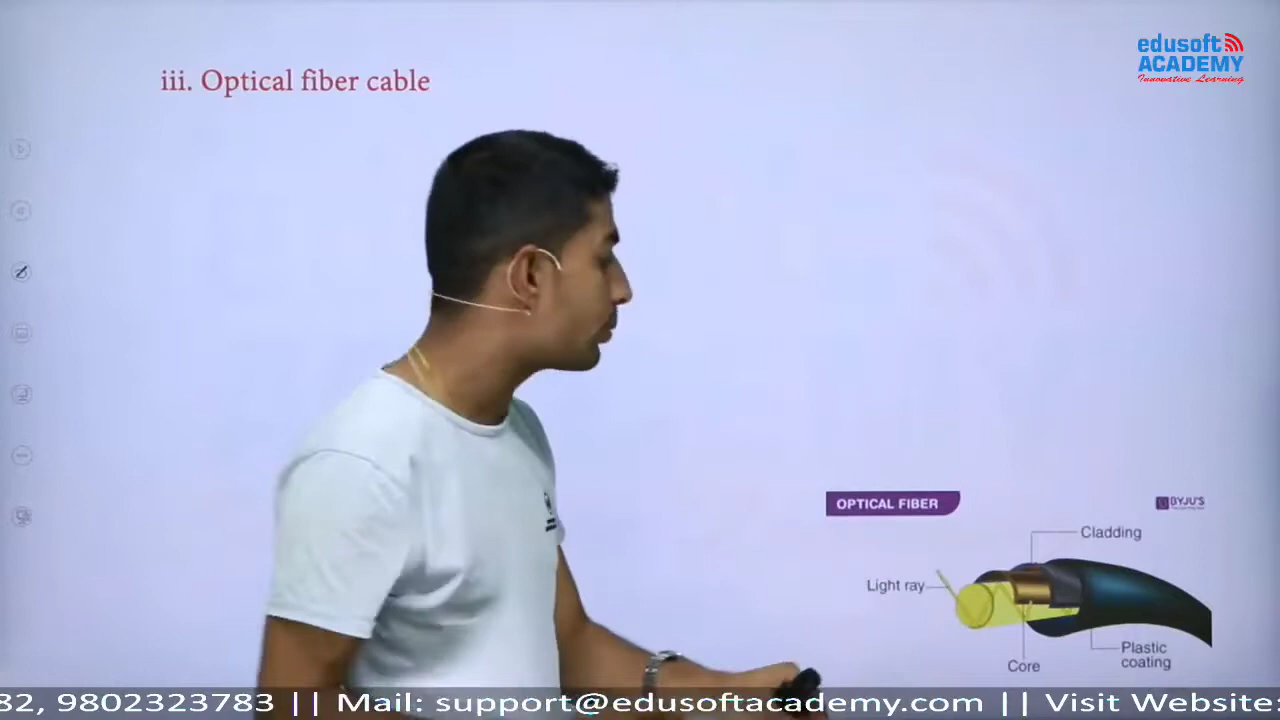 edusoft
ACADEMY
Innovative Learning
iii. Optical fiber cable
OPTICAL FIBER
BYJU'S
Cladding
Light ray
Core
Plastic
coating
82, 9802323783 || Mail: support@edusoftacademy.com || Visit Website: